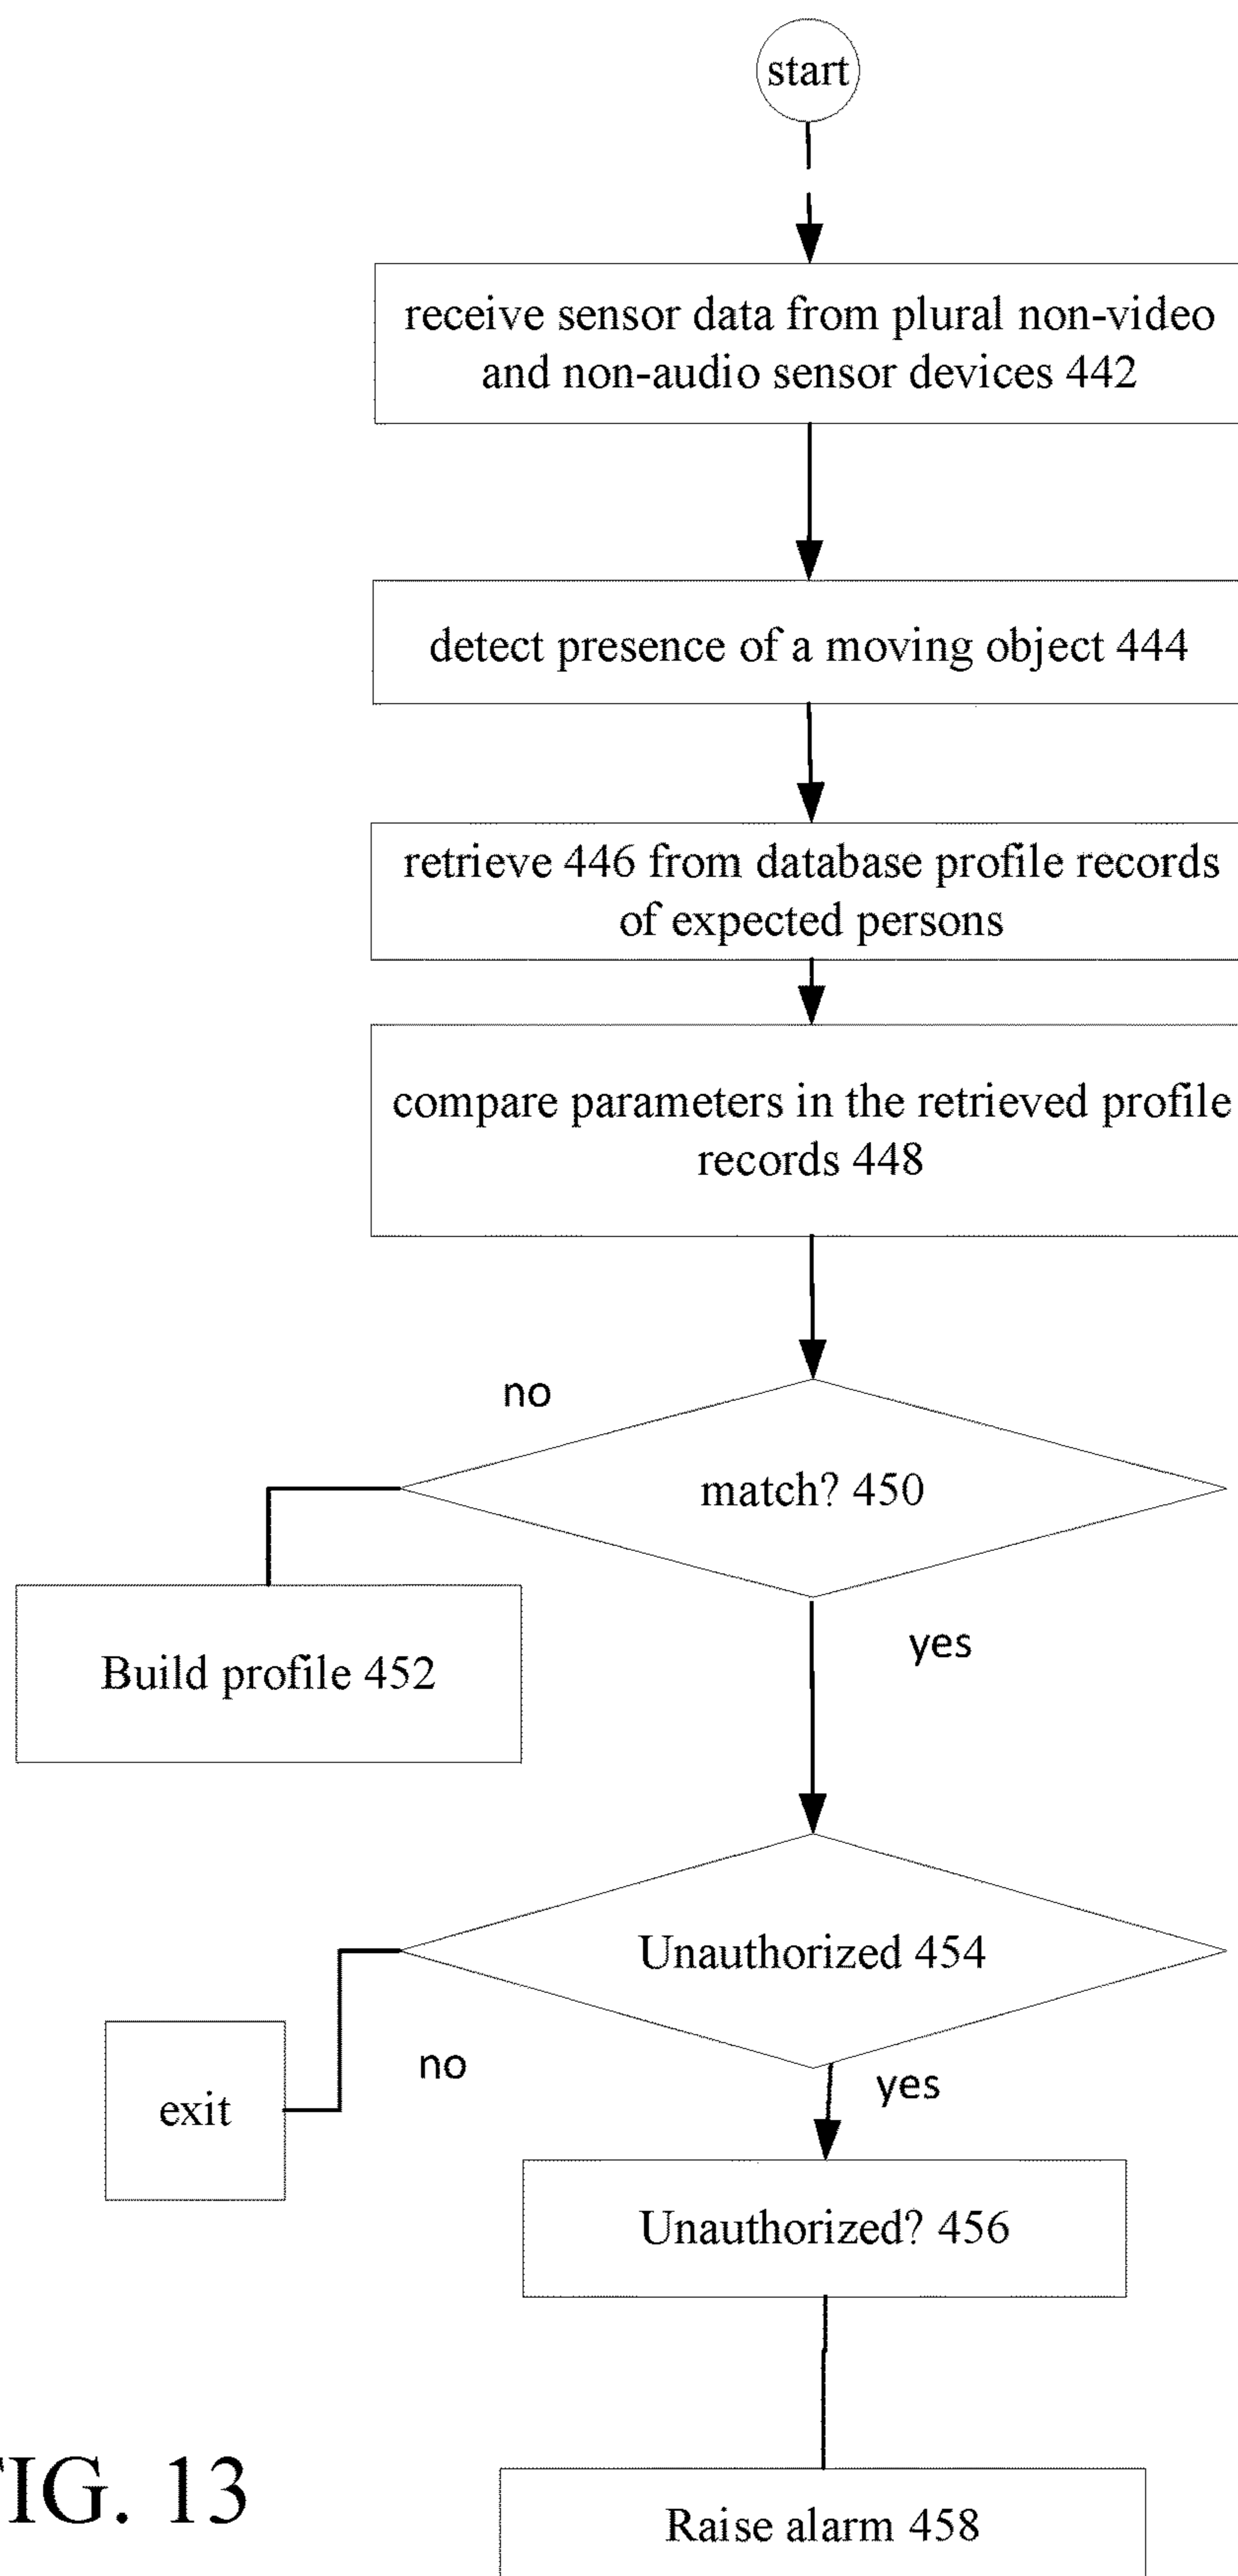 start
receive sensor data from plural non-video
and non-audio sensor devices 442
detect presence of a moving object 444
retrieve 446 from database profile records
of expected persons
compare parameters in the retrieved profile
records 448
no
match? 450
yes
Build profile 452
Unauthorized 454
no
yes
exit
Unauthorized? 456
IG. 13
Raise alarm 458